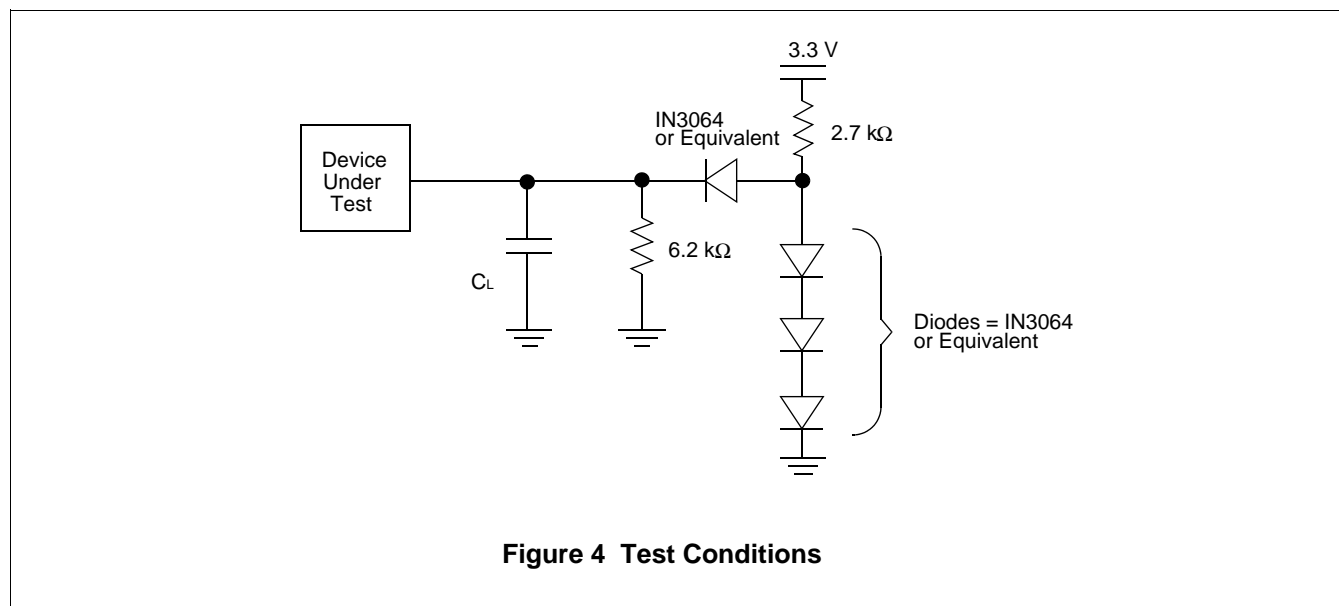 3.3 V
IN3064
or Equivalent
2.7 kΩ
Device
Under
Test
6.2 kΩ
CL
Diodes = IN3064
or Equivalent
Figure 4 Test Conditions